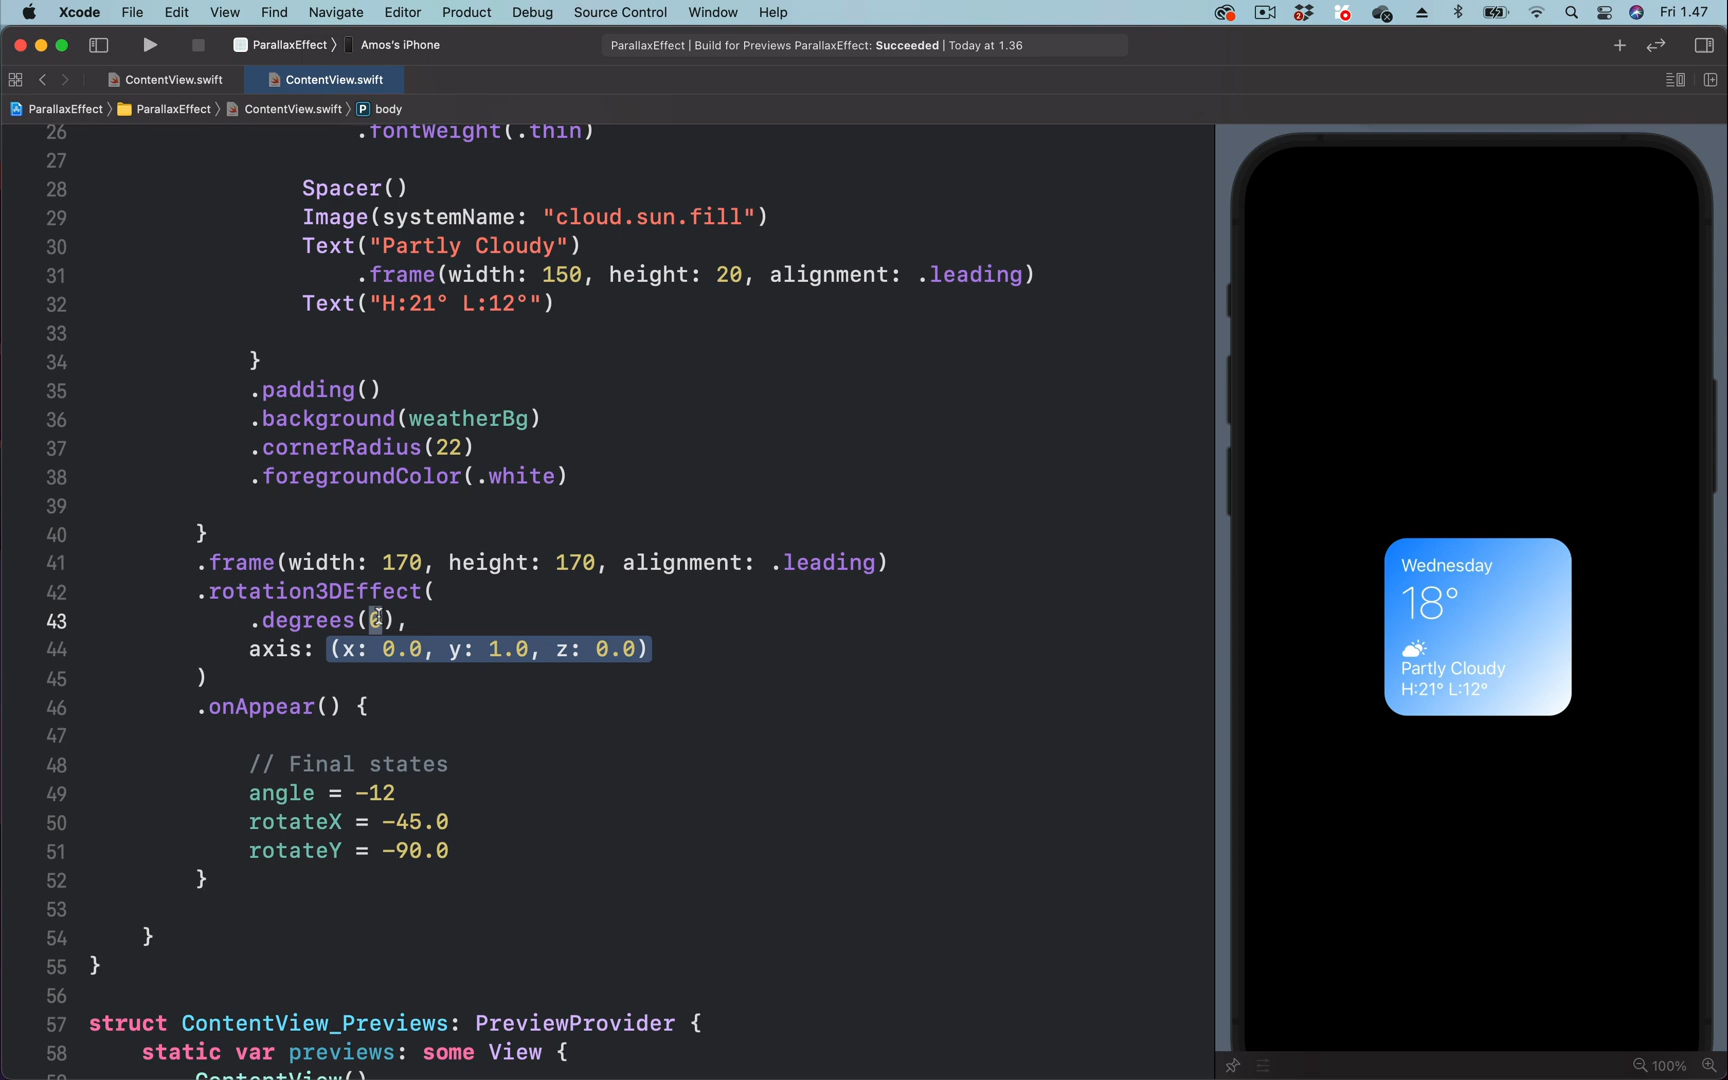 Xcode File Edit View Find Navigate Editor Product Debug Source Control Window Help 2 Fri 1.47
ParallaxEffect 〉 Amos's iPhone ParallaxEffect | Build for Previews ParallaxEffect: Succeeded | Today at 1.36
ContentView.swift ContentView.swift
ParallaxEffect 〉 ParallaxEffect 〉 ContentView.swift 〉 P body
26 .fontWeight(.thin)
27
28 Spacer()
29 Image(systemName: "cloud.sun.fill")
30 Text("Partly Cloudy")
31 .frame(width: 150, height: 20, alignment: .leading)
32 Text("H:21° L:12°")
33
34 }
35 .padding()
36 .background(weatherBg)
37 .cornerRadius(22)
38 .foregroundColor(.white)
39
40 }
41 .frame(width: 170, height: 170, alignment: .leading)
42 .rotation3DEffect(
43 .degrees(0),
44 axis: (x: 0.0, y: 1.0, z: 0.0)
45 )
46 .onAppear() {
47
48 // Final states
49 angle = -12
50 rotateX = -45.0
51 rotateY = -90.0
52 }
53
54 }
55 }
56
57 struct ContentView_Previews: PreviewProvider {
58 static var previews: some View {
59 ContentView()
Wednesday
18°
Partly Cloudy
H:21° L:12°
100%